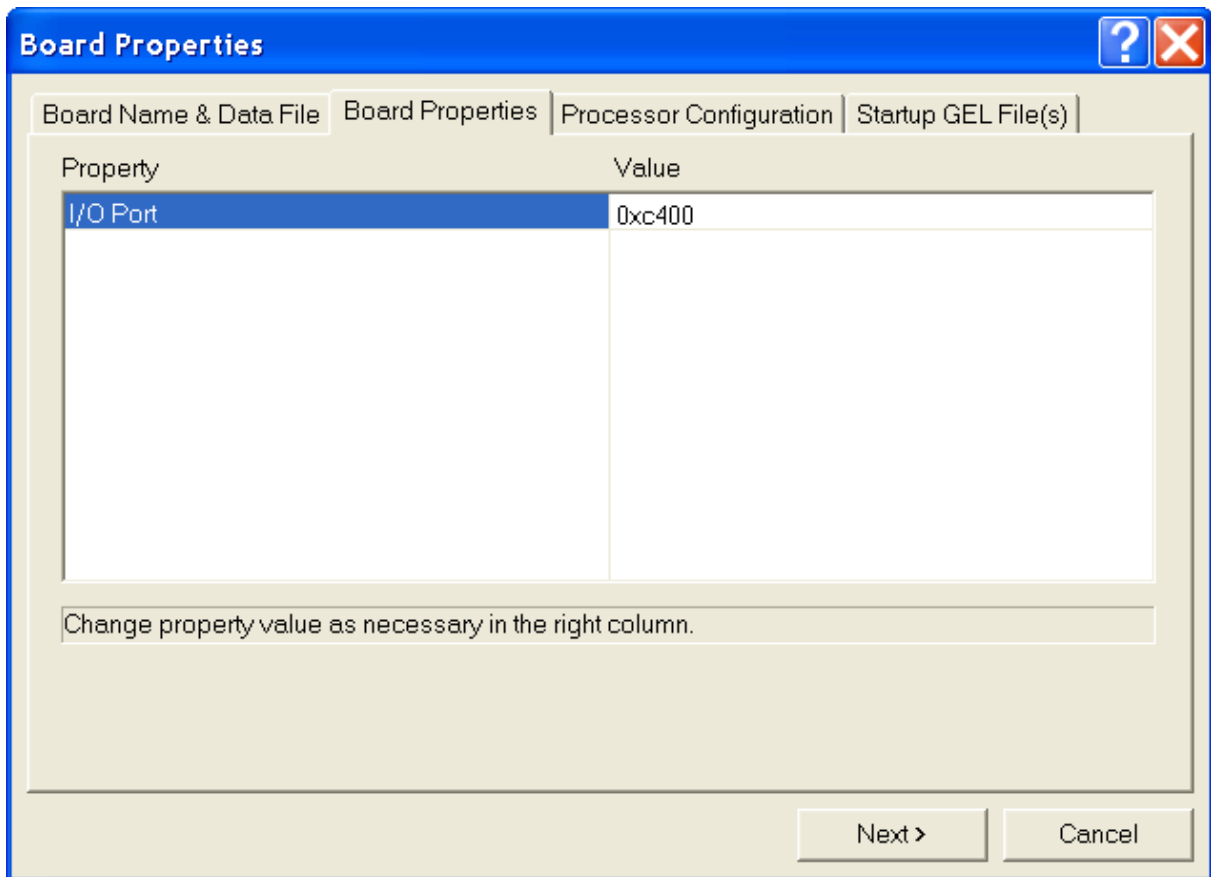 Board Properties
Board Name & Data File Board Properties Processor Configuration Startup GEL File(s)
Property Value
I/O Port 0xc400
Change property value as necessary in the right column.
Next > Cancel